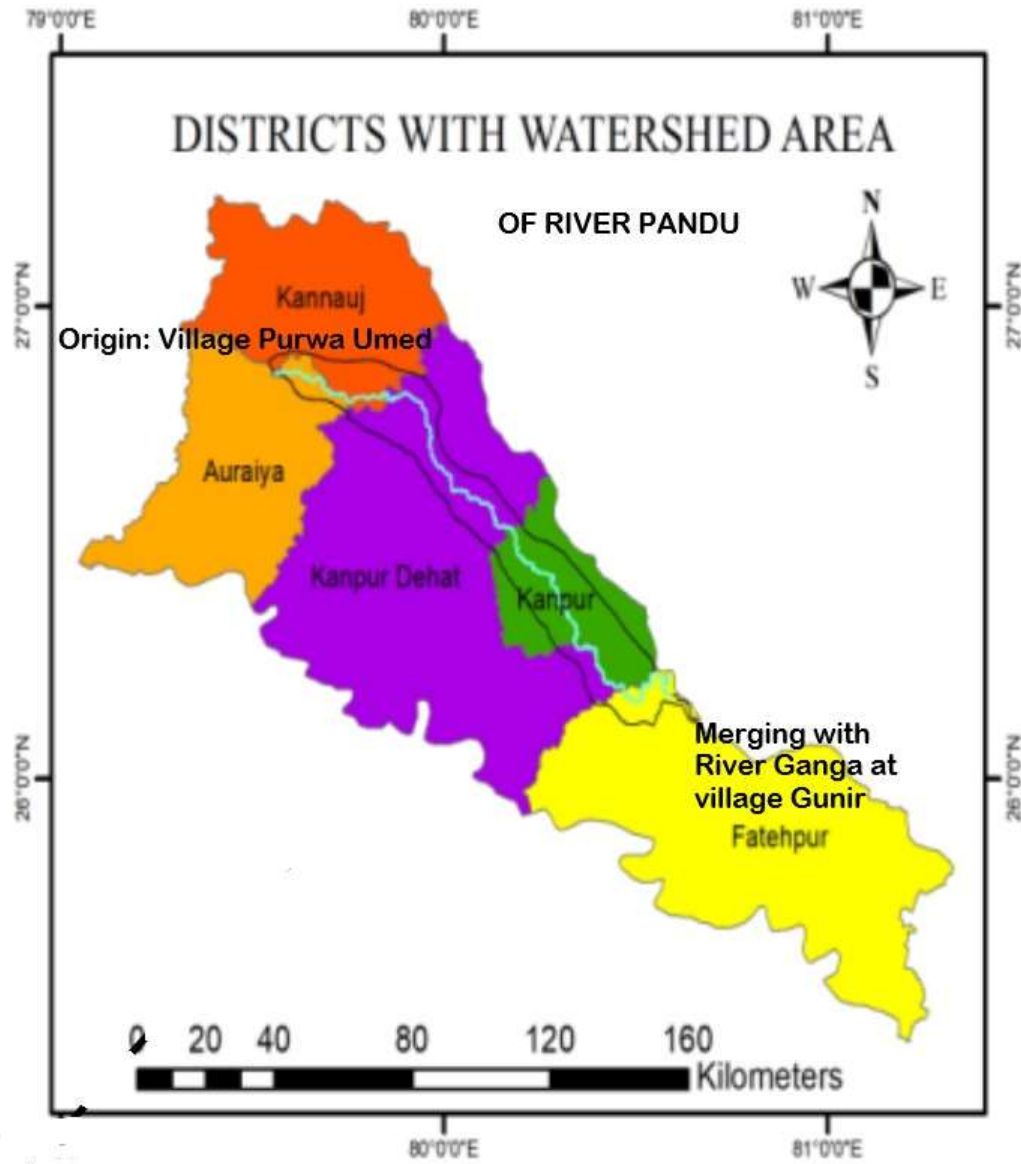 79°0'0"E 80°0'0"E 81°0'0"E
DISTRICTS WITH WATERSHED AREA
OF RIVER PANDU
N
W E
S
27°0'0"N 27°0'0"N
Kannauj
Origin: Village Purwa Umed
Auraiya
Kanpur Dehat
Kanpur
Merging with
River Ganga at
village Gunir
26°0'0"N 26°0'0"N
Fatehpur
0 20 40 80 120 160
Kilometers
80°0'0"E 81°0'0"E